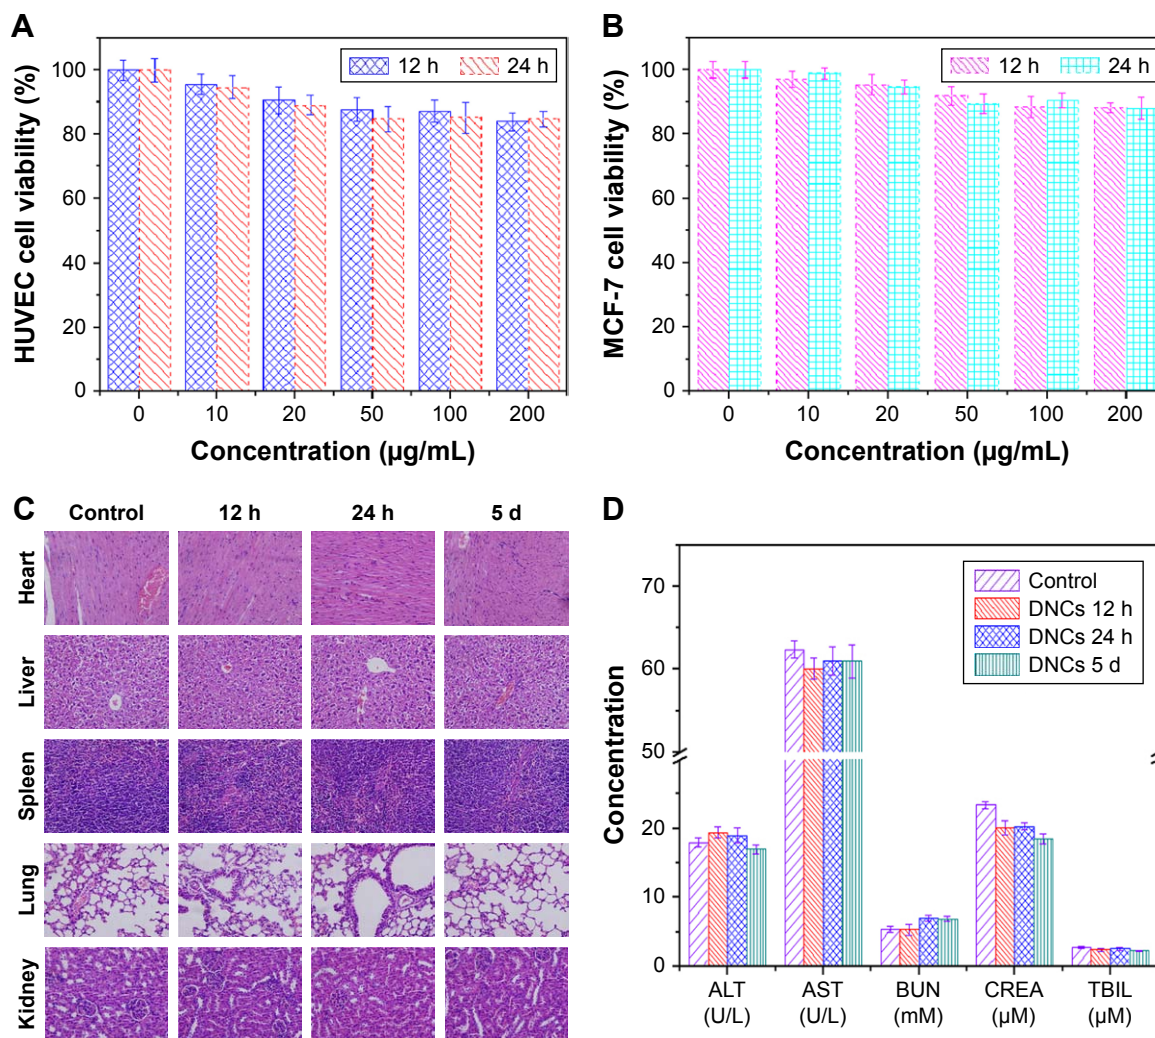 A
HUVEC cell viability (%)
100
80
60
40
20
0
12 h
24 h
0
10
20
50
100
200
Concentration (μg/mL)
B
MCF-7 cell viability (%)
100
80
60
40
20
0
12 h
24 h
0
10
20
50
100
200
Concentration (μg/mL)
C
Control
12 h
24 h
5 d
Heart
Liver
Spleen
Lung
Kidney
D
Concentration
70
60
50
20
10
0
Control
DNCs 12 h
DNCs 24 h
DNCs 5 d
ALT
(U/L)
AST
(U/L)
BUN
(mM)
CREA
(μM)
TBIL
(μM)